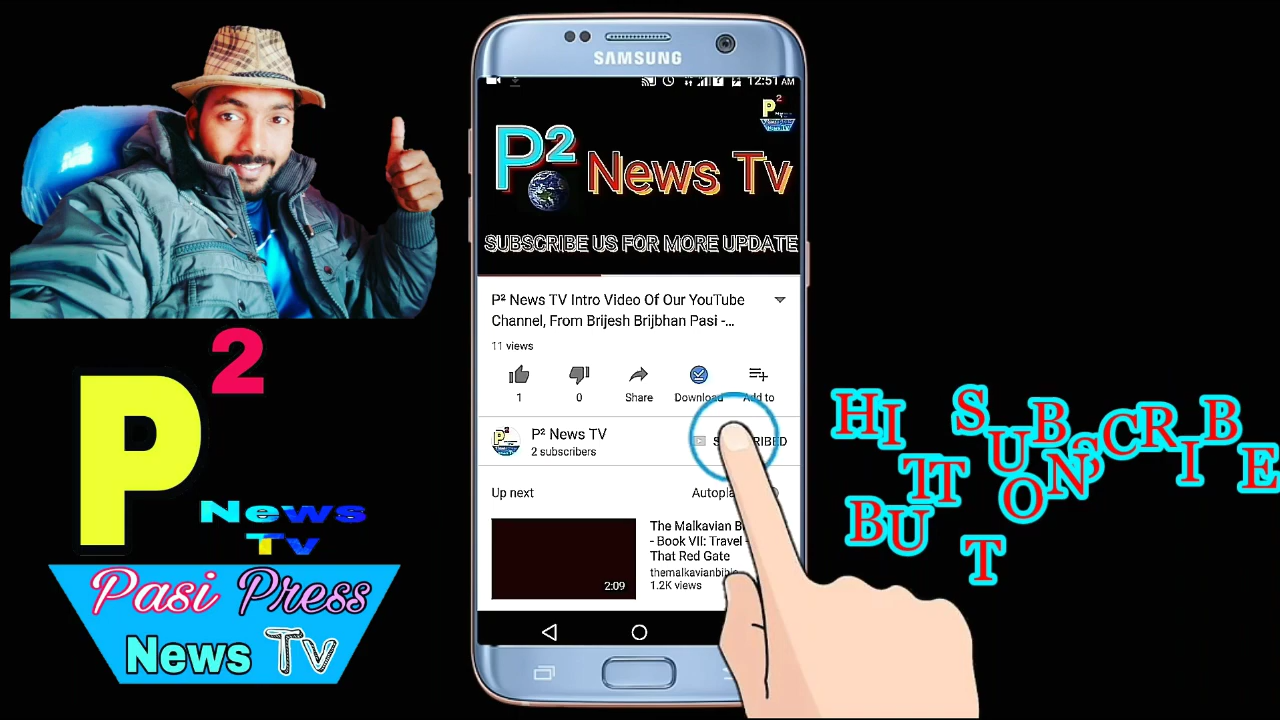 P²
News
Tv
Pasi Press
News Tv
SAMSUNG
12:51 AM
P²
P² News Tv
SUBSCRIBE US FOR MORE UPDATE
P² News TV Intro Video Of Our YouTube
Channel, From Brijesh Brijbhan Pasi -...
11 views
1
0
Share
Download
Add to
P² News TV
2 subscribers
Up next
2:09
The Malkavian
- Book VII: Travel -
That Red Gate
themalkavianbible
1.2K views
HIT SUBSCRIBE
BUTTON